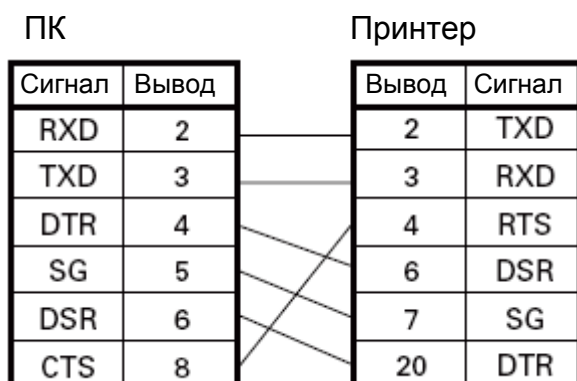 ПК Принтер
Сигнал Вывод Вывод Сигнал
RXD 2 2 TXD
TXD 3 3 RXD
DTR 4 4 RTS
SG 5 6 DSR
DSR 6 7 SG
CTS 8 20 DTR